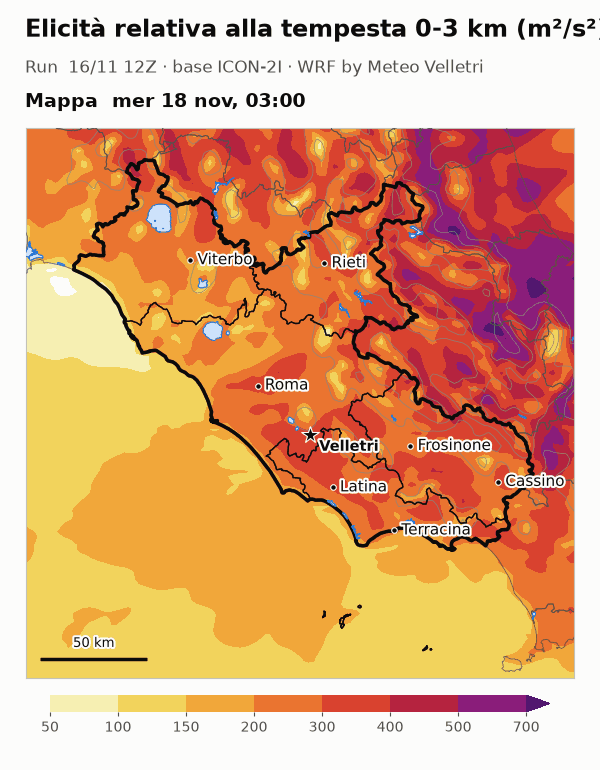 Elicità relativa alla tempesta 0-3 km (m²/s²)
Run 16/11 12Z · base ICON-2I · WRF by Meteo Velletri
Mappa mer 18 nov, 03:00
Viterbo
Rieti
Roma
Velletri
Frosinone
Cassino
Latina
Terracina
50 km
50 100 150 200 300 400 500 700